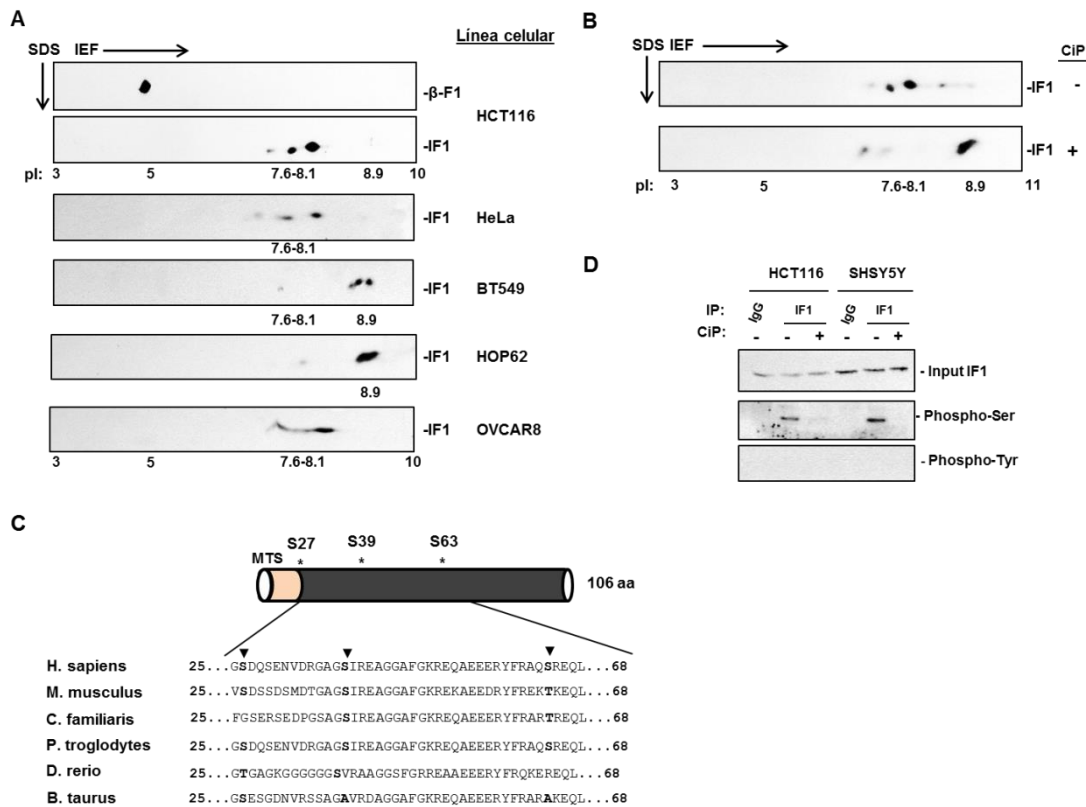 A
SDS IEF
Línea celular
-β-F1
HCT116
-IF1
pI: 3 5 7.6-8.1 8.9 10
-IF1 HeLa
7.6-8.1
-IF1 BT549
7.6-8.1 8.9
-IF1 HOP62
8.9
-IF1 OVCAR8
3 5 7.6-8.1 10
B
SDS IEF CiP
-IF1 -
-IF1 +
pI: 3 5 7.6-8.1 8.9 11
D
HCT116 SHSY5Y
IP: IgG IF1 IgG IF1
CiP: - - + - - +
- Input IF1
- Phospho-Ser
- Phospho-Tyr
C
S27 S39 S63
MTS * * *
106 aa
H. sapiens 25...GSDQSENVDRGAGSIREAGGAFGKREQAEEERYFRAQSREQL...68
M. musculus 25...VSDSSDSMDTGAGSIREAGGAFGKREKAEEDRYFREKTKEQL...68
C. familiaris 25...FGSERSEDPGSAGSIREAGGAFGKREQAEEERYFRARTREQL...68
P. troglodytes 25...GSDQSENVDRGAGSIREAGGAFGKREQAEEERYFRAQSREQL...68
D. rerio 25...GTGAGKGGGGGGSVRAAGGSFGRREAAEEERYFRQKEREQL...68
B. taurus 25...GSESGDNVRSSAGAVRDAGGAFGKREQAEEERYFRARAKEQL...68